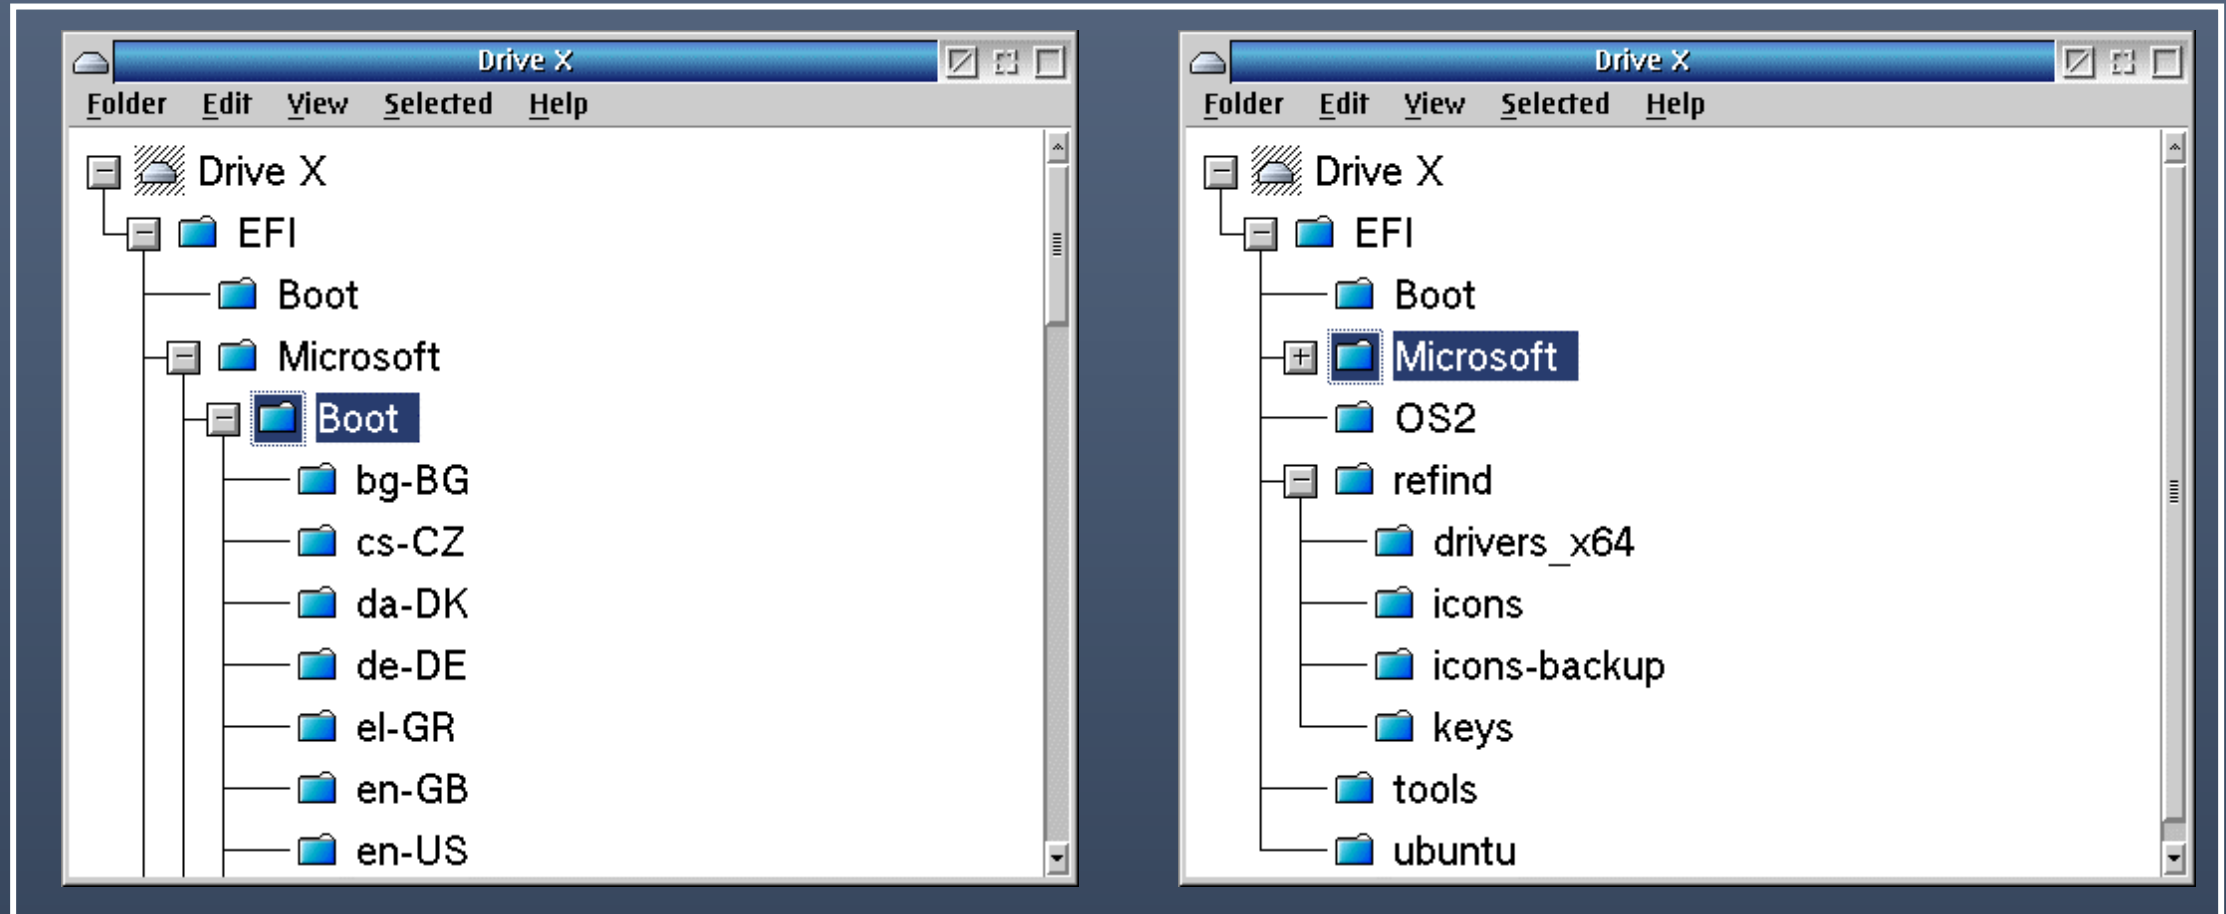 Drive X
Folder Edit View Selected Help
Drive X
EFI
Boot
Microsoft
Boot
bg-BG
cs-CZ
da-DK
de-DE
el-GR
en-GB
en-US
Drive X
Folder Edit View Selected Help
Drive X
EFI
Boot
Microsoft
OS2
refind
drivers_x64
icons
icons-backup
keys
tools
ubuntu